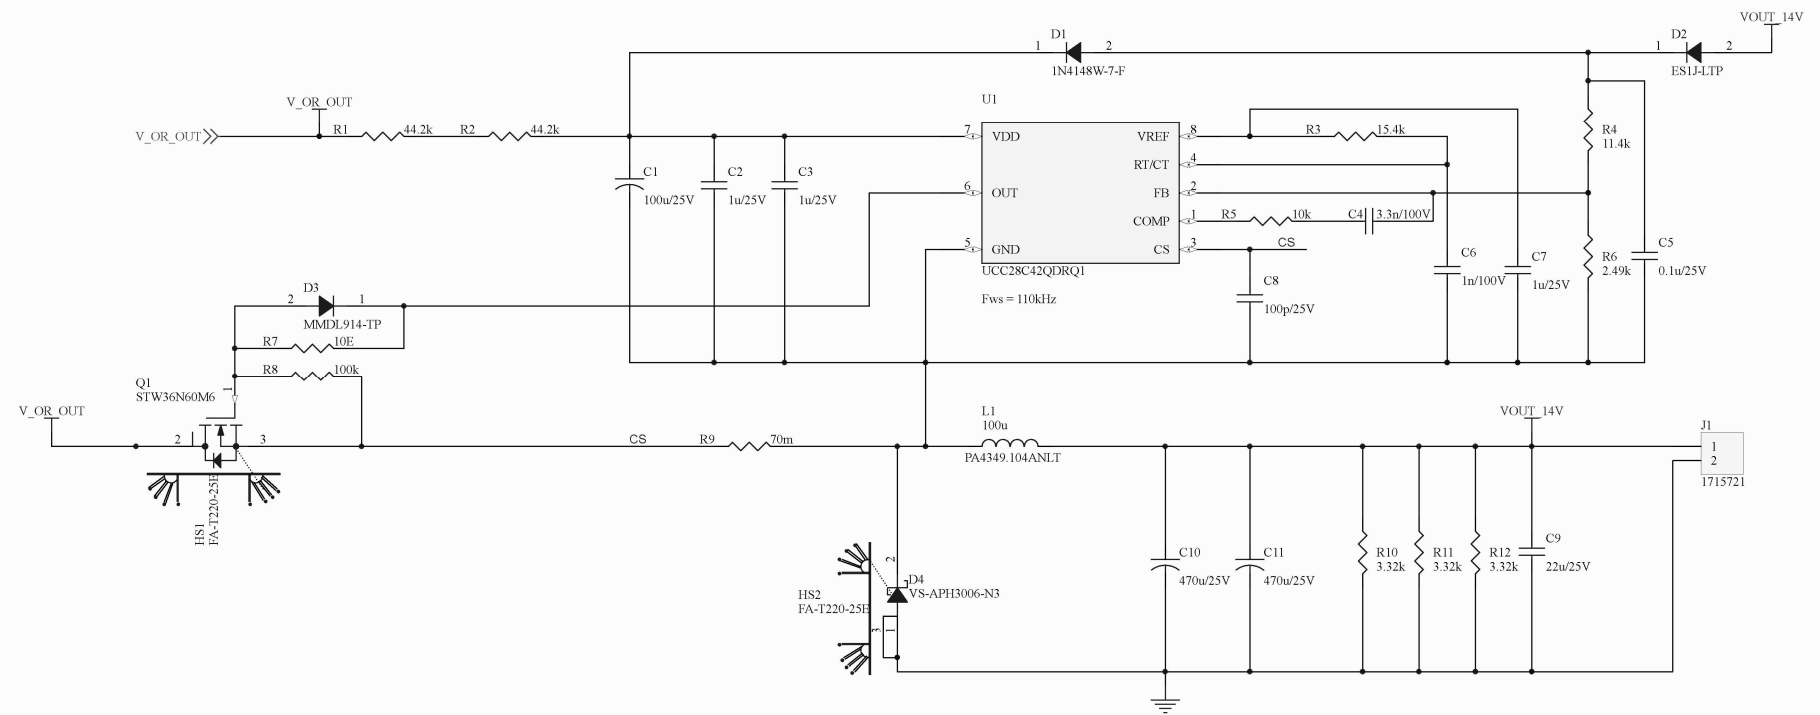 VOUT_14V
D1
1
2
1N4148W-7-F
D2
1
2
ES1J-LTP
V_OR_OUT
V_OR_OUT
R1
44.2k
R2
44.2k
U1
7
VDD
VREF
8
R3
15.4k
RT/CT
4
6
OUT
FB
2
COMP
1
R5
10k
C4
3.3n/100V
5
GND
CS
3
CS
UCC28C42QDRQ1
Fws = 110kHz
R4
11.4k
C1
100u/25V
C2
1u/25V
C3
1u/25V
C6
1n/100V
C7
1u/25V
R6
2.49k
C5
0.1u/25V
C8
100p/25V
D3
2
1
MMDL914-TP
R7
10E
R8
100k
Q1
STW36N60M6
1
V_OR_OUT
2
3
HS1
FA-T220-25E
CS
R9
70m
L1
100u
PA4349.104ANLT
VOUT_14V
J1
1
2
1715721
2
D4
VS-APH3006-N3
HS2
FA-T220-25E
3
1
C10
470u/25V
C11
470u/25V
R10
3.32k
R11
3.32k
R12
3.32k
C9
22u/25V